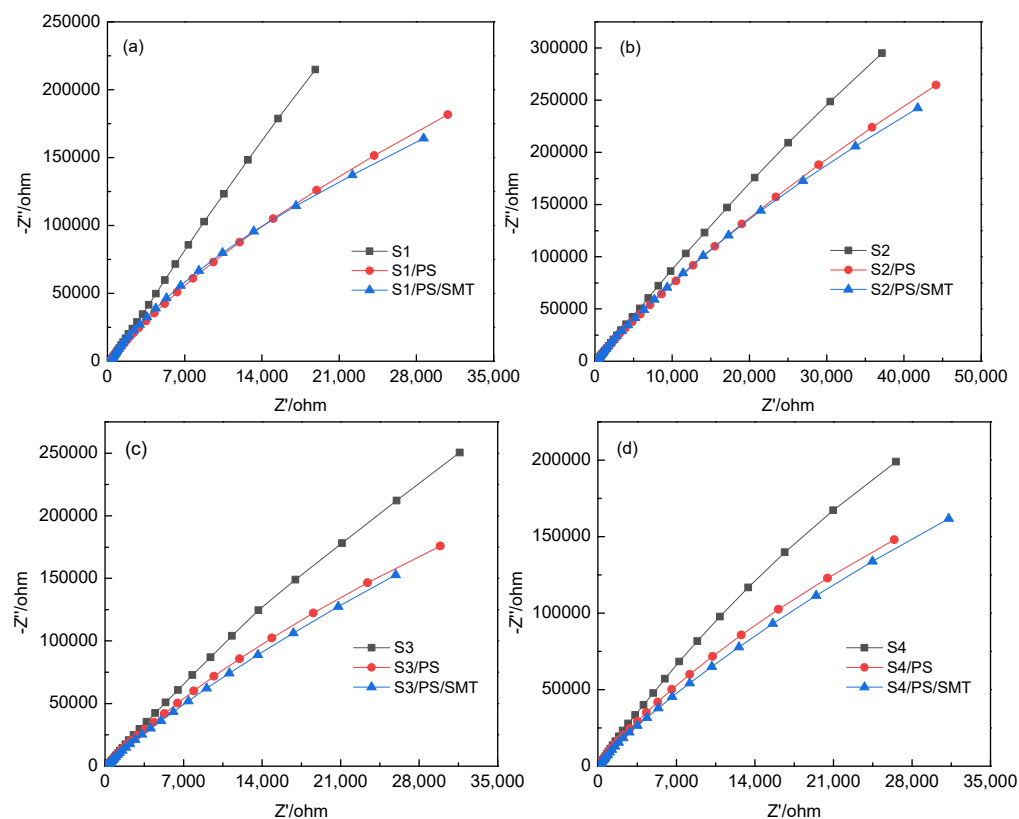 (a)
250000
200000
150000
100000
50000
0
-Z''/ohm
S1
S1/PS
S1/PS/SMT
0 7,000 14,000 21,000 28,000 35,000
Z'/ohm
(b)
300000
250000
200000
150000
100000
50000
0
-Z''/ohm
S2
S2/PS
S2/PS/SMT
0 10,000 20,000 30,000 40,000 50,000
Z'/ohm
(c)
250000
200000
150000
100000
50000
0
-Z''/ohm
S3
S3/PS
S3/PS/SMT
0 7,000 14,000 21,000 28,000 35,000
Z'/ohm
(d)
200000
150000
100000
50000
0
-Z''/ohm
S4
S4/PS
S4/PS/SMT
0 7,000 14,000 21,000 28,000 35,000
Z'/ohm